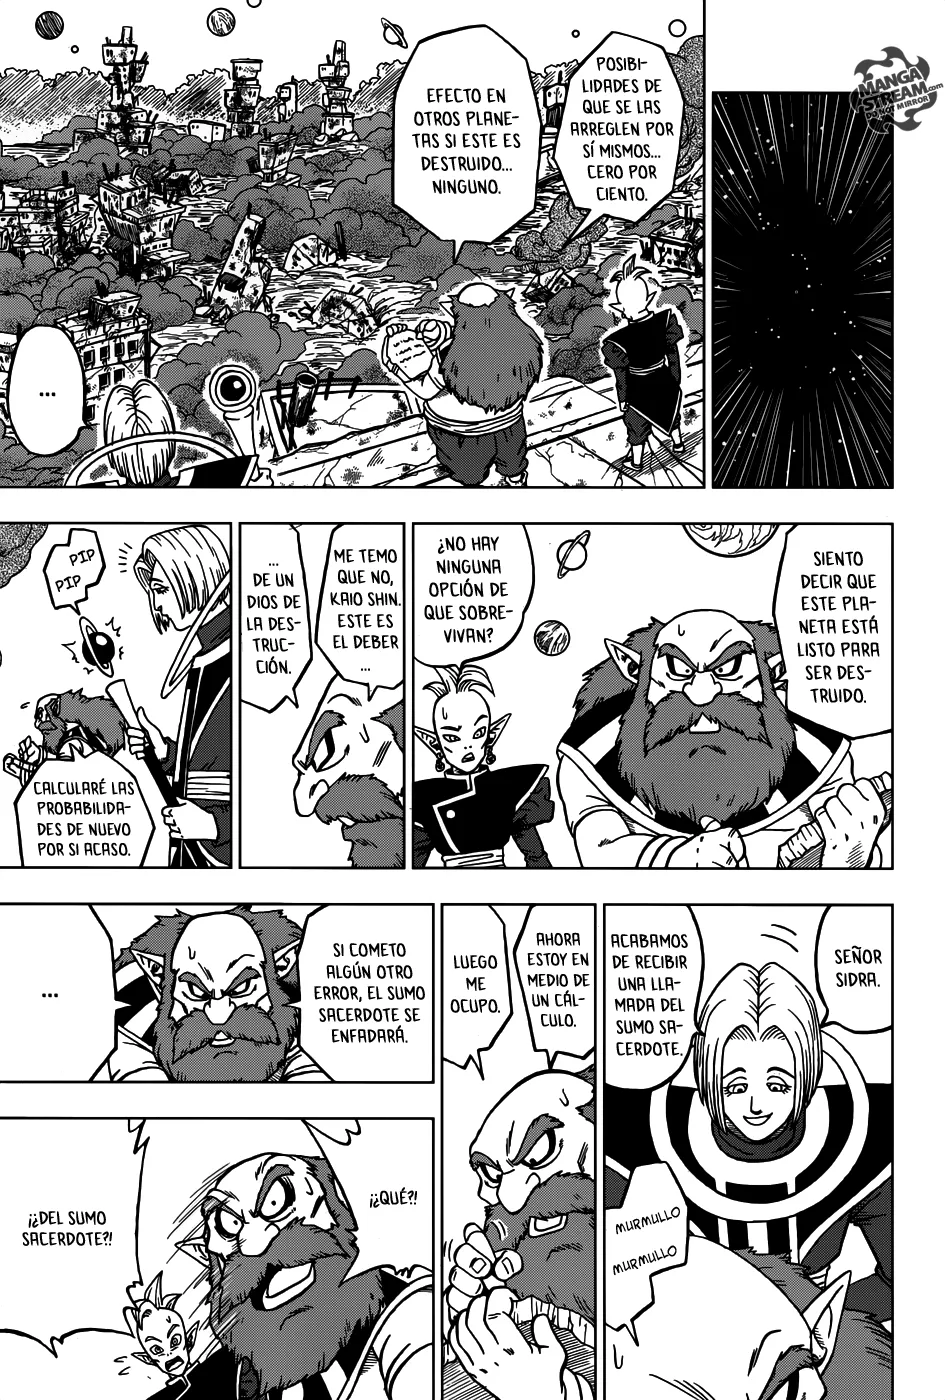 MANGA
STREAM.com
MIRROR
POSIBI-
LIDADES DE
QUE SE LAS
ARREGLEN POR
SÍ MISMOS...
CERO POR
CIENTO.
EFECTO EN
OTROS PLANE-
TAS SI ESTE ES
DESTRUIDO...
NINGUNO.
...
SIENTO
DECIR QUE
ESTE PLA-
NETA ESTÁ
LISTO PARA
SER DES-
TRUIDO.
¿NO HAY
NINGUNA
OPCIÓN DE
QUE SOBRE-
VIVAN?
ME TEMO
QUE NO,
KAIO SHIN.
ESTE ES
EL DEBER
...
...
DE UN
DIOS DE
LA DES-
TRUC-
CIÓN.
PIP
PIP
CALCULARÉ LAS
PROBABILIDA-
DES DE NUEVO
POR SI ACASO.
SEÑOR
SIDRA.
ACABAMOS
DE RECIBIR
UNA LLA-
MADA DEL
SUMO SA-
CERDOTE.
MURMULLO
MURMULLO
AHORA
ESTOY EN
MEDIO DE
UN CÁL-
CULO.
LUEGO
ME
OCUPO.
SI COMETO
ALGÚN OTRO
ERROR, EL SUMO
SACERDOTE SE
ENFADARÁ.
...
¡¿QUÉ?!
¡¿DEL SUMO
SACERDOTE?!